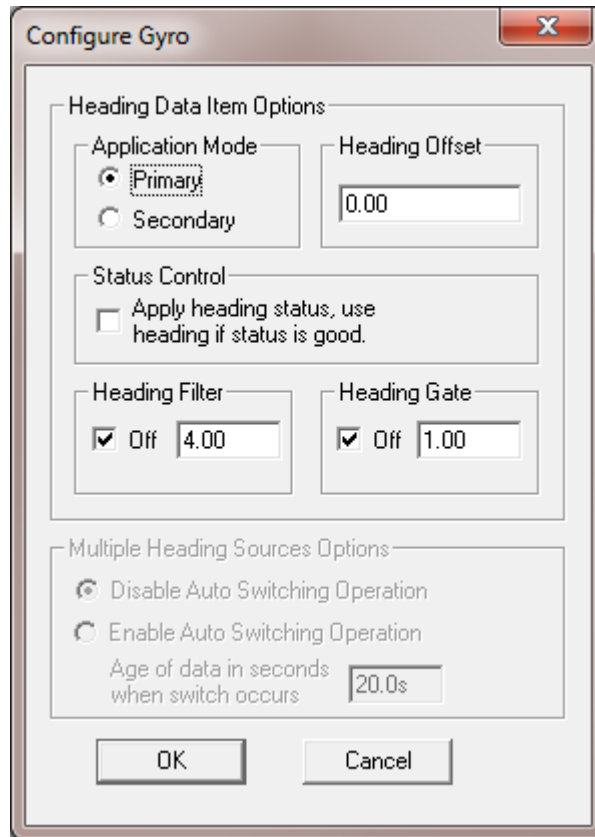 Configure Gyro
Heading Data Item Options
Application Mode
Primary
Secondary
Heading Offset
0.00
Status Control
Apply heading status, use
heading if status is good.
Heading Filter
Off 4.00
Heading Gate
Off 1.00
Multiple Heading Sources Options
Disable Auto Switching Operation
Enable Auto Switching Operation
Age of data in seconds
when switch occurs
20.0s
OK
Cancel